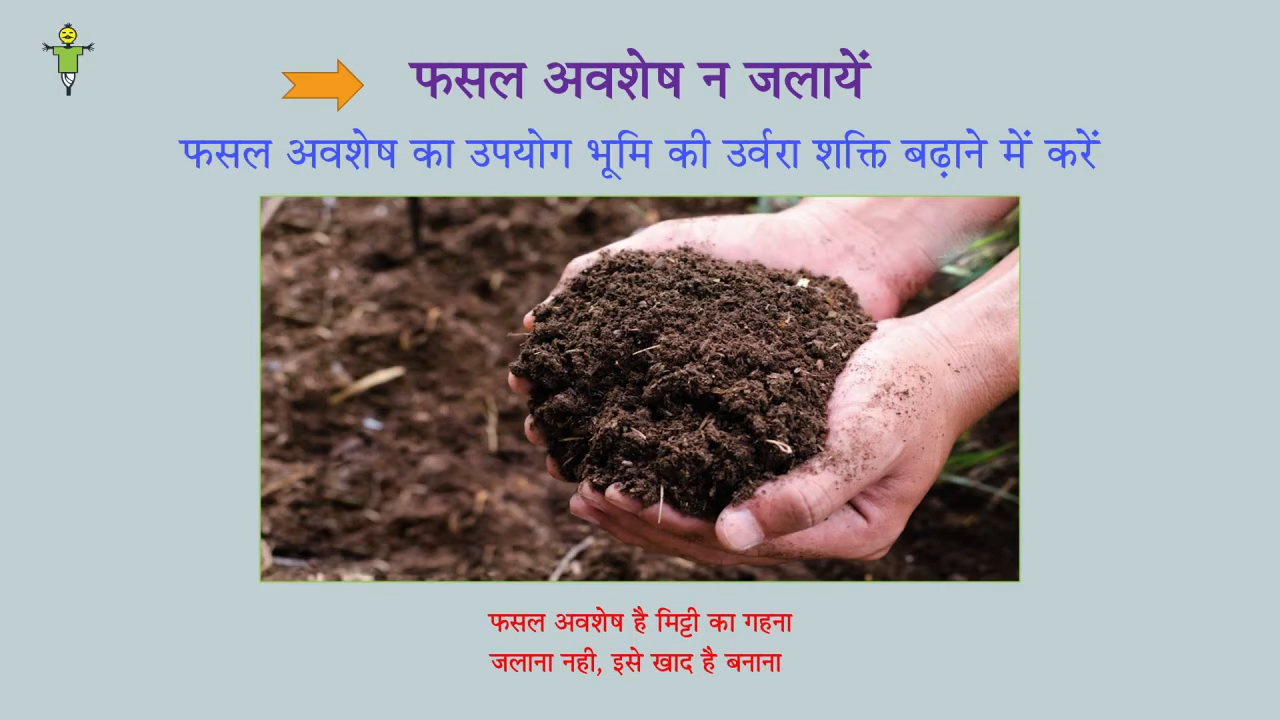 फसल अवशेष न जलायें
फसल अवशेष का उपयोग भूमि की उर्वरा शक्ति बढ़ाने में करें
फसल अवशेष है मिट्टी का गहना
जलाना नही, इसे खाद है बनाना